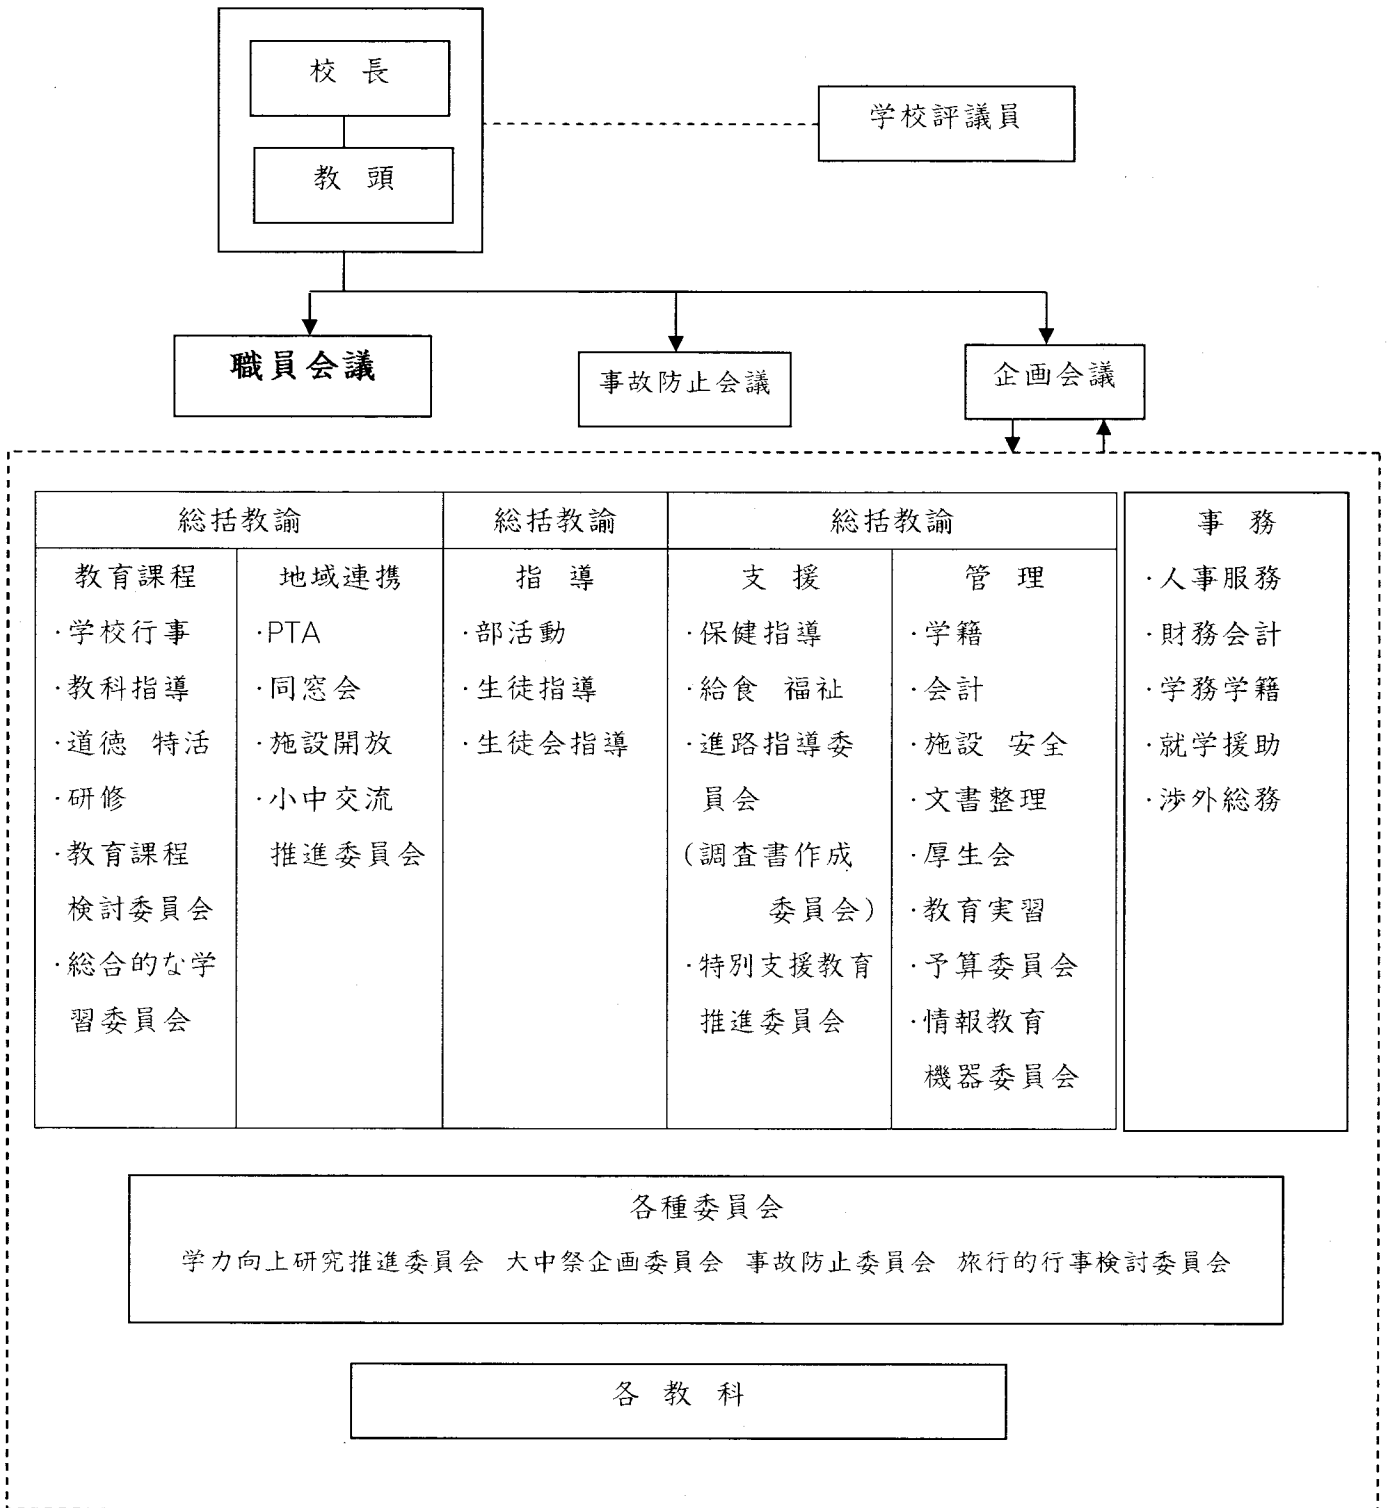 校 長
学校評議員
教 頭
職員会議
事故防止会議
企画会議
総括教諭
教育課程
・学校行事
・教科指導
・道徳 特活
・研修
・教育課程
検討委員会
・総合的な学
習委員会
地域連携
・PTA
・同窓会
・施設開放
・小中交流
推進委員会
総括教諭
指 導
・部活動
・生徒指導
・生徒会指導
総括教諭
支 援
・保健指導
・給食 福祉
・進路指導委
員会
(調査書作成
委員会)
・特別支援教育
推進委員会
管 理
・学籍
・会計
・施設 安全
・文書整理
・厚生会
・教育実習
・予算委員会
・情報教育
機器委員会
事 務
・人事服務
・財務会計
・学務学籍
・就学援助
・渉外総務
各種委員会
学力向上研究推進委員会 大中祭企画委員会 事故防止委員会 旅行的行事検討委員会
各 教 科